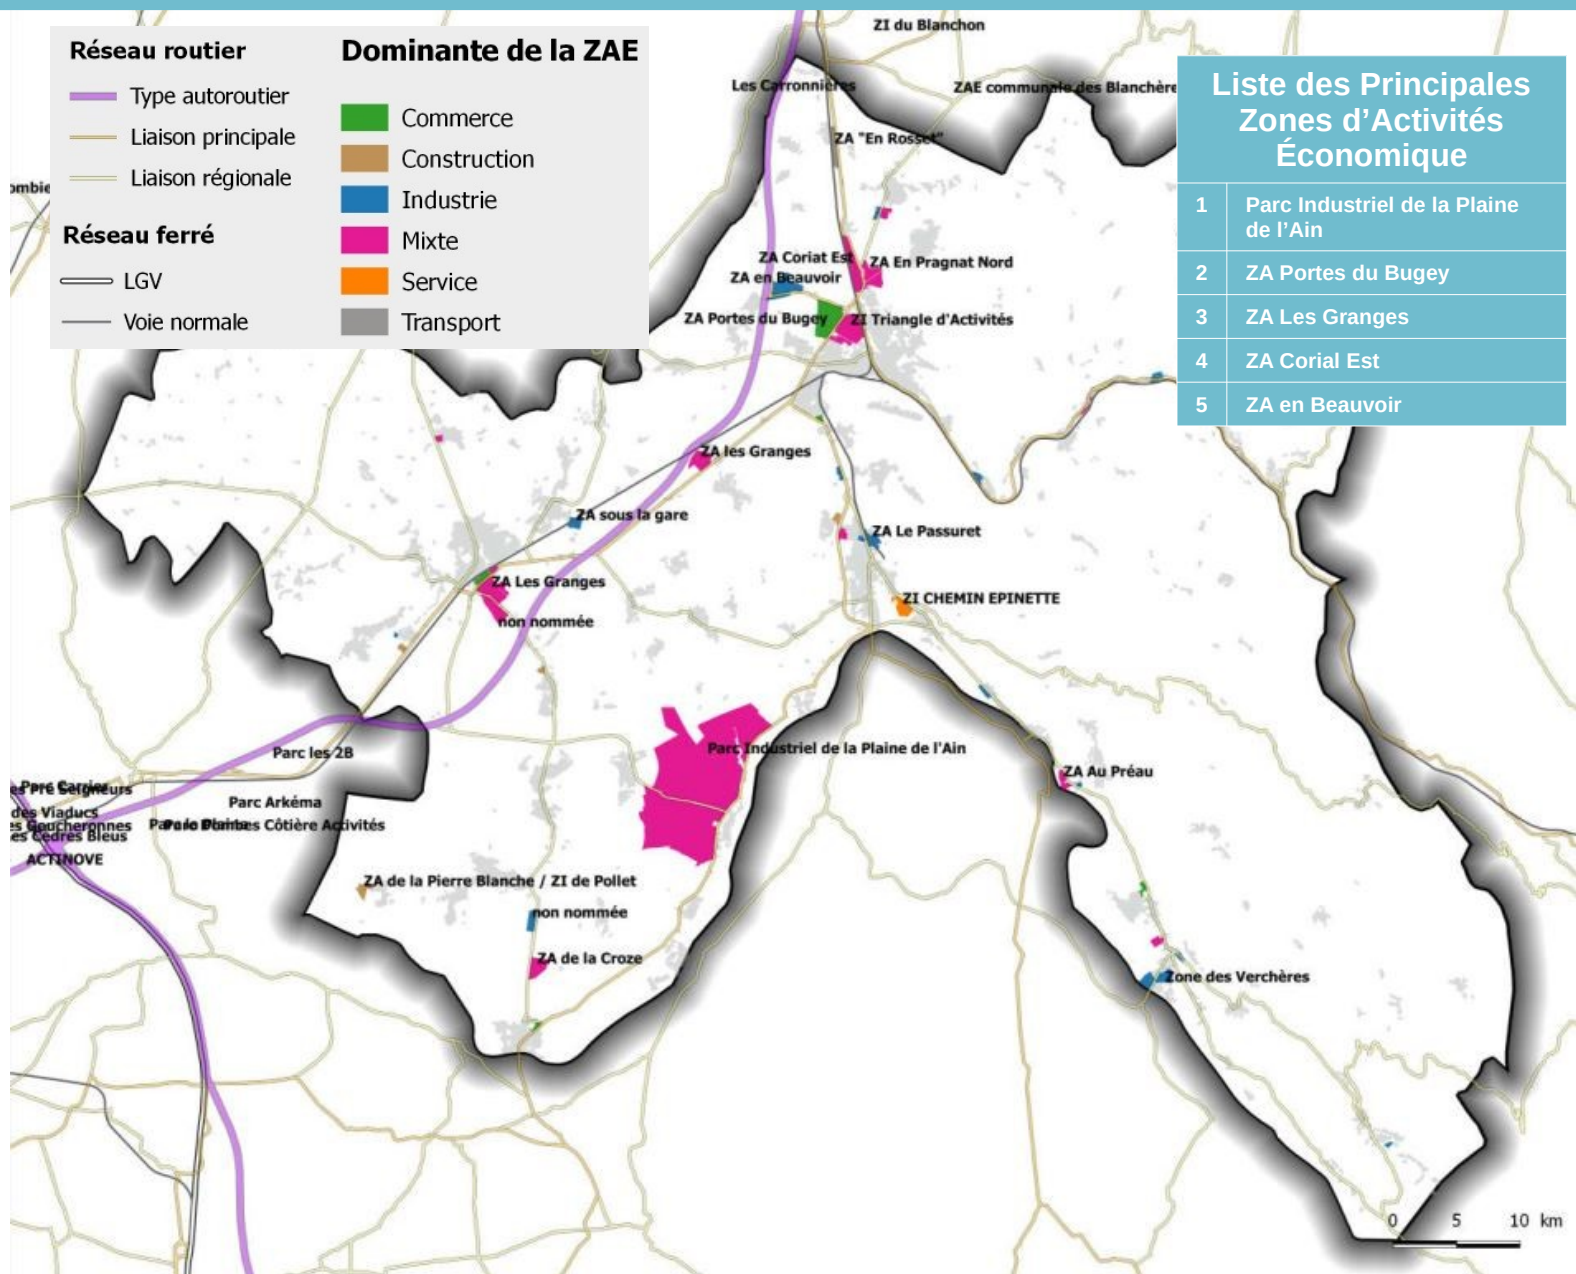 Réseau routier
Type autoroutier
Liaison principale
Liaison régionale
Réseau ferré
LGV
Voie normale
Dominante de la ZAE
Commerce
Construction
Industrie
Mixte
Service
Transport
Liste des Principales
Zones d’Activités
Économique
1 Parc Industriel de la Plaine
de l’Ain
2 ZA Portes du Bugey
3 ZA Les Granges
4 ZA Corial Est
5 ZA en Beauvoir
ZI du Blanchon
Les Carronnières
ZAE communale des Blanchère
ZA "En Rosset"
ombie
ZA Coriat Est
ZA En Pragnat Nord
ZA en Beauvoir
ZA Portes du Bugey
ZI Triangle d'Activités
ZA les Granges
ZA sous la gare
ZA Le Passuret
ZA Les Granges
ZI CHEMIN EPINETTE
non nommée
Parc les 2B
Parc Industriel de la Plaine de l'Ain
ZA Au Préau
Parc Arkéma
des Viaducs
Côtière Activités
es Cèdres Bleus
ACTINOVE
ZA de la Pierre Blanche / ZI de Pollet
non nommée
ZA de la Croze
Zone des Verchères
0 5 10 km